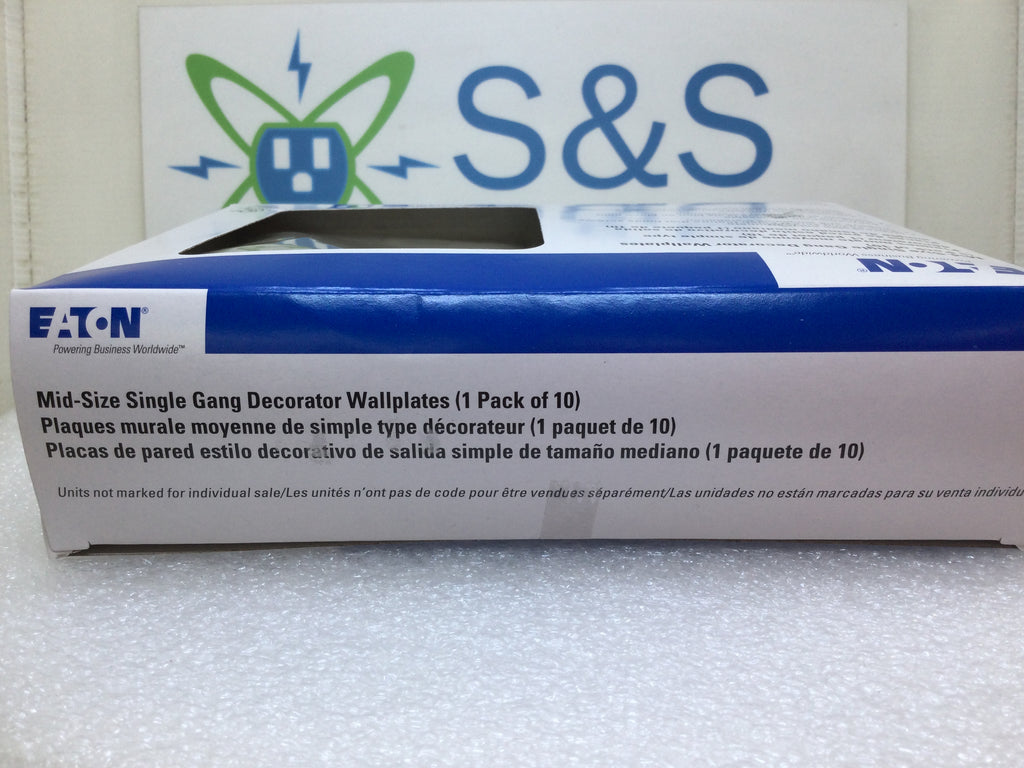 S&S
EATON®
EATON®
Powering Business Worldwide™
Mid-Size Single Gang Decorator Wallplates (1 Pack of 10)
Plaques murale moyenne de simple type décorateur (1 paquet de 10)
Placas de pared estilo decorativo de salida simple de tamaño mediano (1 paquete de 10)
Units not marked for individual sale/Les unités n'ont pas de code pour être vendues séparément/Las unidades no están marcadas para su venta individu